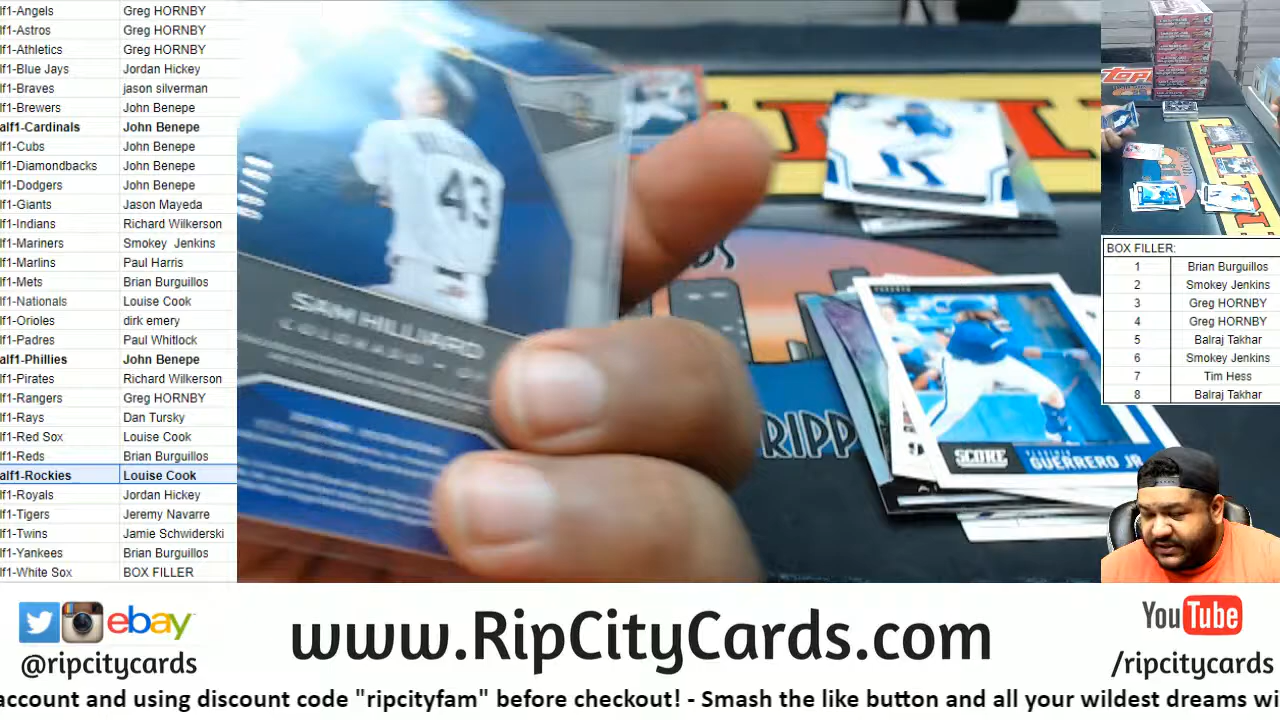 lf1-Angels Greg HORNBY
lf1-Astros Greg HORNBY
lf1-Athletics Greg HORNBY
lf1-Blue Jays Jordan Hickey
lf1-Braves jason silverman
lf1-Brewers John Benepe
alf1-Cardinals John Benepe
lf1-Cubs John Benepe
lf1-Diamondbacks John Benepe
lf1-Dodgers John Benepe
lf1-Giants Jason Mayeda
lf1-Indians Richard Wilkerson
lf1-Mariners Smokey Jenkins
lf1-Marlins Paul Harris
lf1-Mets Brian Burguillos
lf1-Nationals Louise Cook
lf1-Orioles dirk emery
lf1-Padres Paul Whitlock
alf1-Phillies John Benepe
lf1-Pirates Richard Wilkerson
lf1-Rangers Greg HORNBY
lf1-Rays Dan Tursky
lf1-Red Sox Louise Cook
lf1-Reds Brian Burguillos
alf1-Rockies Louise Cook
lf1-Royals Jordan Hickey
lf1-Tigers Jeremy Navarre
lf1-Twins Jamie Schwiderski
lf1-Yankees Brian Burguillos
lf1-White Sox BOX FILLER
43
SAM HILLIARD
COLORADO
RIPP
SCORE
GUERRERO JR
BOX FILLER:
1 Brian Burguillos
2 Smokey Jenkins
3 Greg HORNBY
4 Greg HORNBY
5 Balraj Takhar
6 Smokey Jenkins
7 Tim Hess
8 Balraj Takhar
ebay
@ripcitycards
www.RipCityCards.com
YouTube
/ripcitycards
account and using discount code "ripcityfam" before checkout! - Smash the like button and all your wildest dreams wi